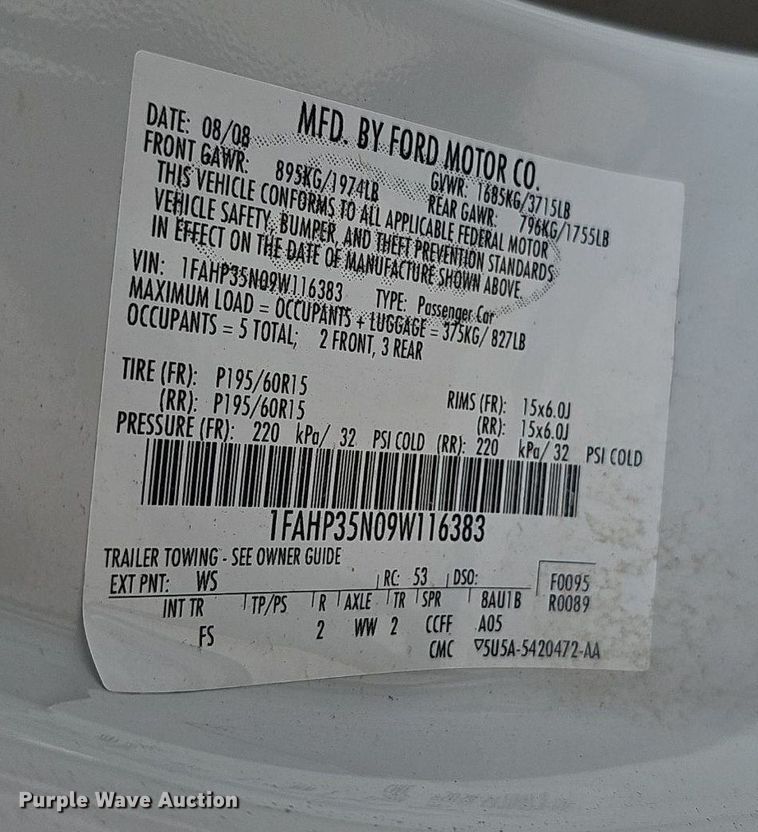 MFD. BY FORD MOTOR CO.
DATE: 08/08 GVWR: 1685KG/3715LB
FRONT GAWR: 895KG/1974LB REAR GAWR: 796KG/1755LB
THIS VEHICLE CONFORMS TO ALL APPLICABLE FEDERAL MOTOR
VEHICLE SAFETY, BUMPER, AND THEFT PREVENTION STANDARDS
IN EFFECT ON THE DATE OF MANUFACTURE SHOWN ABOVE.
VIN: 1FAHP35N09W116383 TYPE: Passenger Car
MAXIMUM LOAD = OCCUPANTS + LUGGAGE = 375KG/ 827LB
OCCUPANTS = 5 TOTAL; 2 FRONT, 3 REAR
TIRE (FR): P195/60R15 RIMS (FR): 15x6.0J
(RR): P195/60R15 (RR): 15x6.0J
PRESSURE (FR): 220 kPa/ 32 PSI COLD (RR): 220 kPa/ 32 PSI COLD
1FAHP35N09W116383
TRAILER TOWING - SEE OWNER GUIDE
EXT PNT: WS RC: 53 DSO: F0095
INT TR TP/PS R AXLE TR SPR 8AU1B R0089
FS 2 WW 2 CCFF A05
CMC ▽5U5A-5420472-AA
Purple Wave Auction